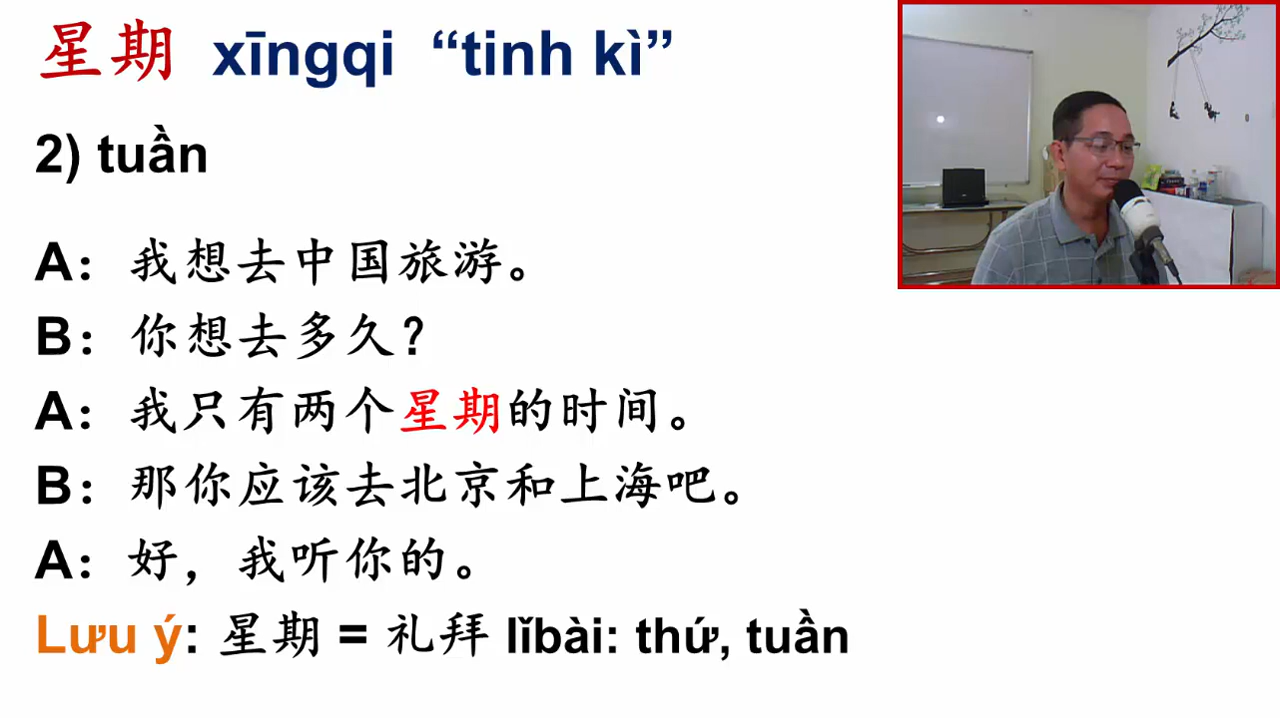 星期 xīngqi “tinh kì”
2) tuần
A：我想去中国旅游。
B：你想去多久？
A：我只有两个星期的时间。
B：那你应该去北京和上海吧。
A：好，我听你的。
Lưu ý: 星期 = 礼拜 lǐbài: thứ, tuần